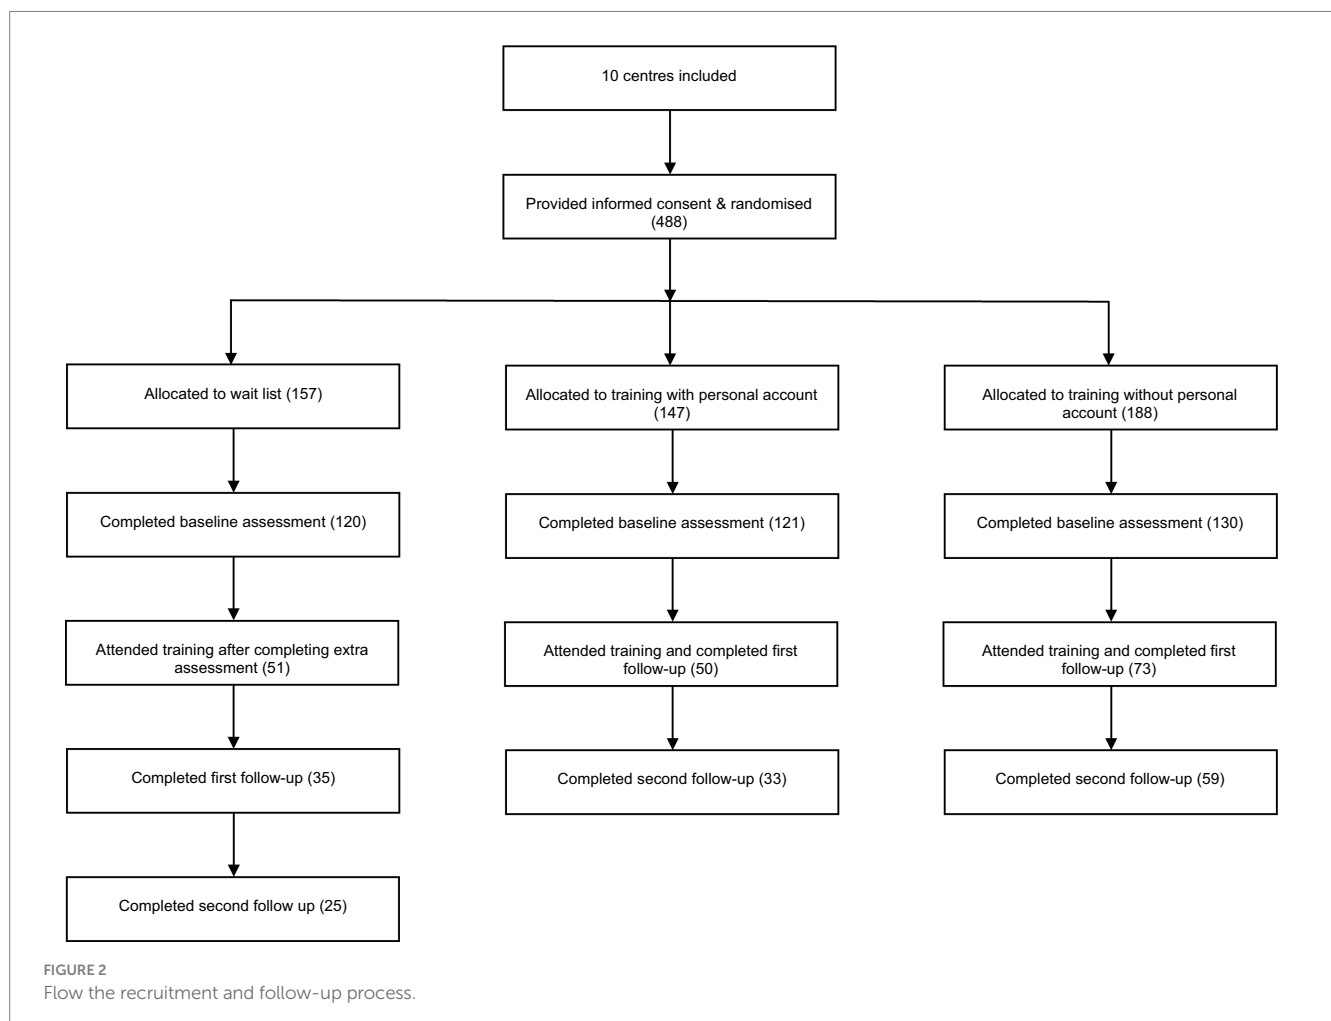 10 centres included
Provided informed consent & randomised
(488)
Allocated to wait list (157)
Allocated to training with personal account
(147)
Allocated to training without personal
account (188)
Completed baseline assessment (120)
Completed baseline assessment (121)
Completed baseline assessment (130)
Attended training after completing extra
assessment (51)
Attended training and completed first
follow-up (50)
Attended training and completed first
follow-up (73)
Completed first follow-up (35)
Completed second follow-up (33)
Completed second follow-up (59)
Completed second follow up (25)
FIGURE 2
Flow the recruitment and follow-up process.